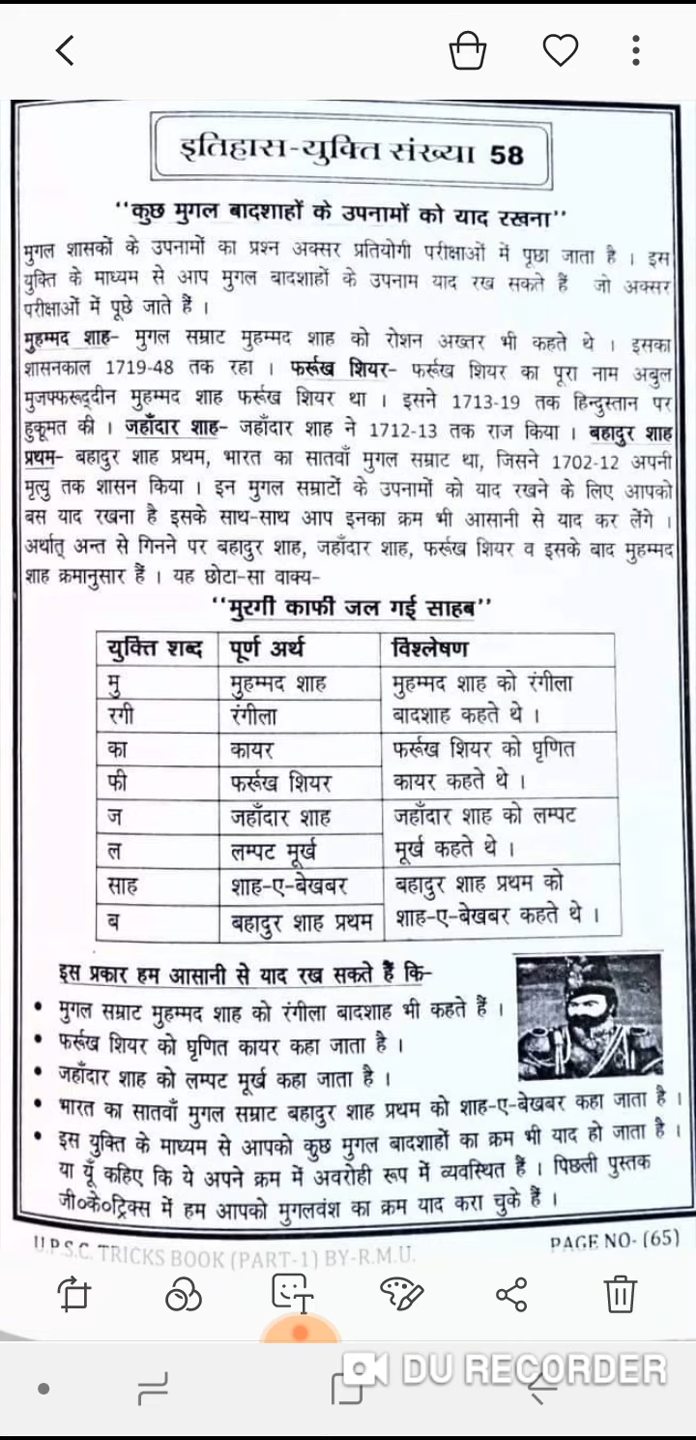 इतिहास-युक्ति संख्या 58
"कुछ मुगल बादशाहों के उपनामों को याद रखना"
मुगल शासकों के उपनामों का प्रश्न अक्सर प्रतियोगी परीक्षाओं में पूछा जाता है । इस
युक्ति के माध्यम से आप मुगल बादशाहों के उपनाम याद रख सकते हैं जो अक्सर
परीक्षाओं में पूछे जाते हैं ।
मुहम्मद शाह- मुगल सम्राट मुहम्मद शाह को रोशन अख्तर भी कहते थे । इसका
शासनकाल 1719-48 तक रहा । फर्रूख शियर- फर्रूख शियर का पूरा नाम अबुल
मुजफ्फरूद्दीन मुहम्मद शाह फर्रूख शियर था । इसने 1713-19 तक हिन्दुस्तान पर
हुकूमत की । जहाँदार शाह- जहाँदार शाह ने 1712-13 तक राज किया । बहादुर शाह
प्रथम- बहादुर शाह प्रथम, भारत का सातवाँ मुगल सम्राट था, जिसने 1702-12 अपनी
मृत्यु तक शासन किया । इन मुगल सम्राटों के उपनामों को याद रखने के लिए आपको
बस याद रखना है इसके साथ-साथ आप इनका क्रम भी आसानी से याद कर लेंगे ।
अर्थात् अन्त से गिनने पर बहादुर शाह, जहाँदार शाह, फर्रूख शियर व इसके बाद मुहम्मद
शाह क्रमानुसार हैं । यह छोटा-सा वाक्य-
"मुरगी काफी जल गई साहब"
युक्ति शब्द पूर्ण अर्थ विश्लेषण
मु मुहम्मद शाह मुहम्मद शाह को रंगीला
रगी रंगीला बादशाह कहते थे ।
का कायर फर्रूख शियर को घृणित
फी फर्रूख शियर कायर कहते थे ।
ज जहाँदार शाह जहाँदार शाह को लम्पट
ल लम्पट मूर्ख मूर्ख कहते थे ।
साह शाह-ए-बेखबर बहादुर शाह प्रथम को
ब बहादुर शाह प्रथम शाह-ए-बेखबर कहते थे ।
इस प्रकार हम आसानी से याद रख सकते हैं कि-
• मुगल सम्राट मुहम्मद शाह को रंगीला बादशाह भी कहते हैं ।
• फर्रूख शियर को घृणित कायर कहा जाता है ।
• जहाँदार शाह को लम्पट मूर्ख कहा जाता है ।
• भारत का सातवाँ मुगल सम्राट बहादुर शाह प्रथम को शाह-ए-बेखबर कहा जाता है ।
• इस युक्ति के माध्यम से आपको कुछ मुगल बादशाहों का क्रम भी याद हो जाता है ।
या यूँ कहिए कि ये अपने क्रम में अवरोही रूप में व्यवस्थित हैं । पिछली पुस्तक
जी०के०ट्रिक्स में हम आपको मुगलवंश का क्रम याद करा चुके हैं ।
U.P.S.C. TRICKS BOOK (PART-1) BY-R.M.U. PAGE NO- (65)
T
DU RECORDER